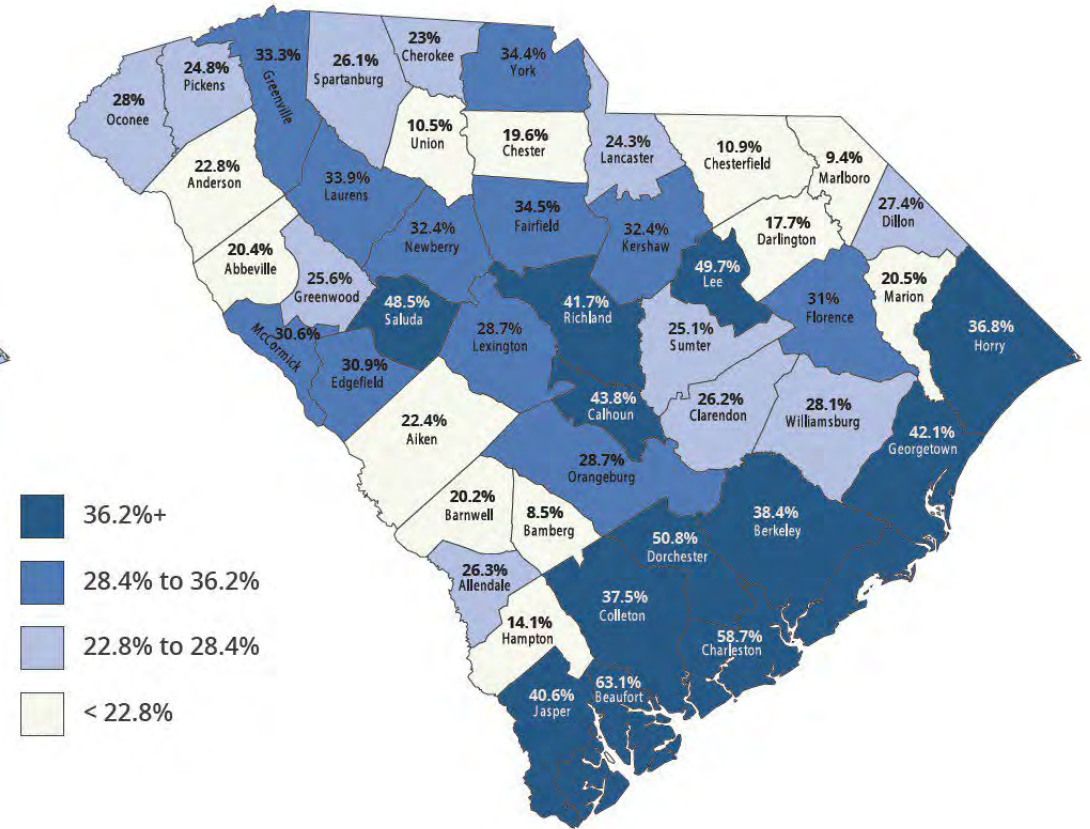 23%
Cherokee
34.4%
York
33.3%
Greenville
26.1%
Spartanburg
24.8%
Pickens
28%
Oconee
10.5%
Union
19.6%
Chester
24.3%
Lancaster
10.9%
Chesterfield
9.4%
Marlboro
22.8%
Anderson
33.9%
Laurens
27.4%
Dillon
34.5%
Fairfield
32.4%
Newberry
32.4%
Kershaw
17.7%
Darlington
20.4%
Abbeville
25.6%
Greenwood
49.7%
Lee
20.5%
Marion
48.5%
Saluda
41.7%
Richland
31%
Florence
36.8%
Horry
30.6%
McCormick
28.7%
Lexington
25.1%
Sumter
30.9%
Edgefield
43.8%
Calhoun
26.2%
Clarendon
28.1%
Williamsburg
22.4%
Aiken
42.1%
Georgetown
28.7%
Orangeburg
20.2%
Barnwell
8.5%
Bamberg
38.4%
Berkeley
50.8%
Dorchester
26.3%
Allendale
37.5%
Colleton
14.1%
Hampton
58.7%
Charleston
63.1%
Beaufort
40.6%
Jasper
36.2%+
28.4% to 36.2%
22.8% to 28.4%
< 22.8%